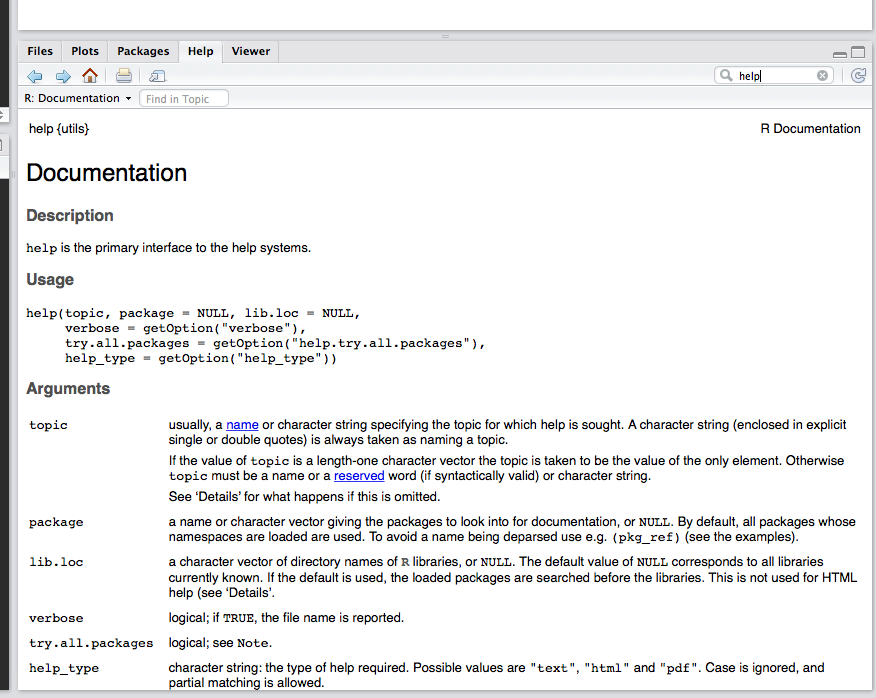 Files Plots Packages Help Viewer
help
R: Documentation Find in Topic
help {utils} R Documentation
Documentation
Description
help is the primary interface to the help systems.
Usage
help(topic, package = NULL, lib.loc = NULL,
verbose = getOption("verbose"),
try.all.packages = getOption("help.try.all.packages"),
help_type = getOption("help_type"))
Arguments
topic usually, a name or character string specifying the topic for which help is sought. A character string (enclosed in explicit
single or double quotes) is always taken as naming a topic.
If the value of topic is a length-one character vector the topic is taken to be the value of the only element. Otherwise
topic must be a name or a reserved word (if syntactically valid) or character string.
See ‘Details’ for what happens if this is omitted.
package a name or character vector giving the packages to look into for documentation, or NULL. By default, all packages whose
namespaces are loaded are used. To avoid a name being deparsed use e.g. (pkg_ref) (see the examples).
lib.loc a character vector of directory names of R libraries, or NULL. The default value of NULL corresponds to all libraries
currently known. If the default is used, the loaded packages are searched before the libraries. This is not used for HTML
help (see ‘Details’.
verbose logical; if TRUE, the file name is reported.
try.all.packages logical; see Note.
help_type character string: the type of help required. Possible values are "text", "html" and "pdf". Case is ignored, and
partial matching is allowed.